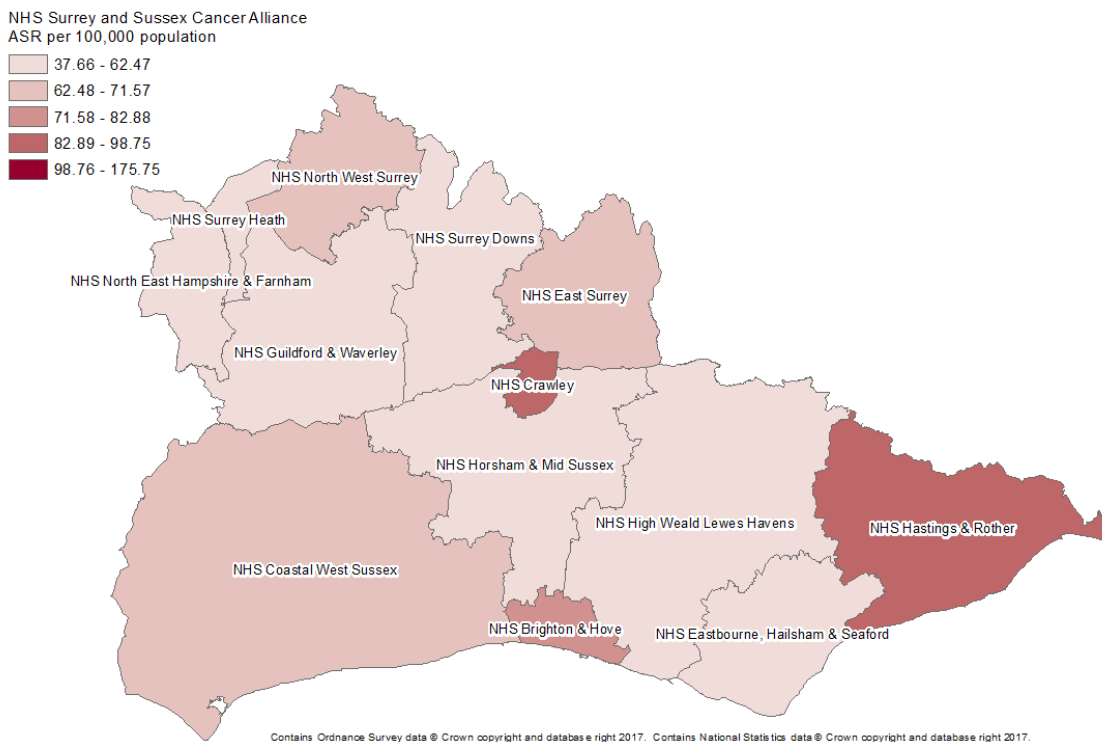 NHS Surrey and Sussex Cancer Alliance
ASR per 100,000 population
37.66 - 62.47
62.48 - 71.57
71.58 - 82.88
82.89 - 98.75
98.76 - 175.75
NHS North West Surrey
NHS Surrey Heath
NHS Surrey Downs
NHS North East Hampshire & Farnham
NHS East Surrey
NHS Guildford & Waverley
NHS Crawley
NHS Horsham & Mid Sussex
NHS High Weald Lewes Havens
NHS Hastings & Rother
NHS Coastal West Sussex
NHS Brighton & Hove
NHS Eastbourne, Hailsham & Seaford
Contains Ordnance Survey data © Crown copyright and database right 2017. Contains National Statistics data © Crown copyright and database right 2017.